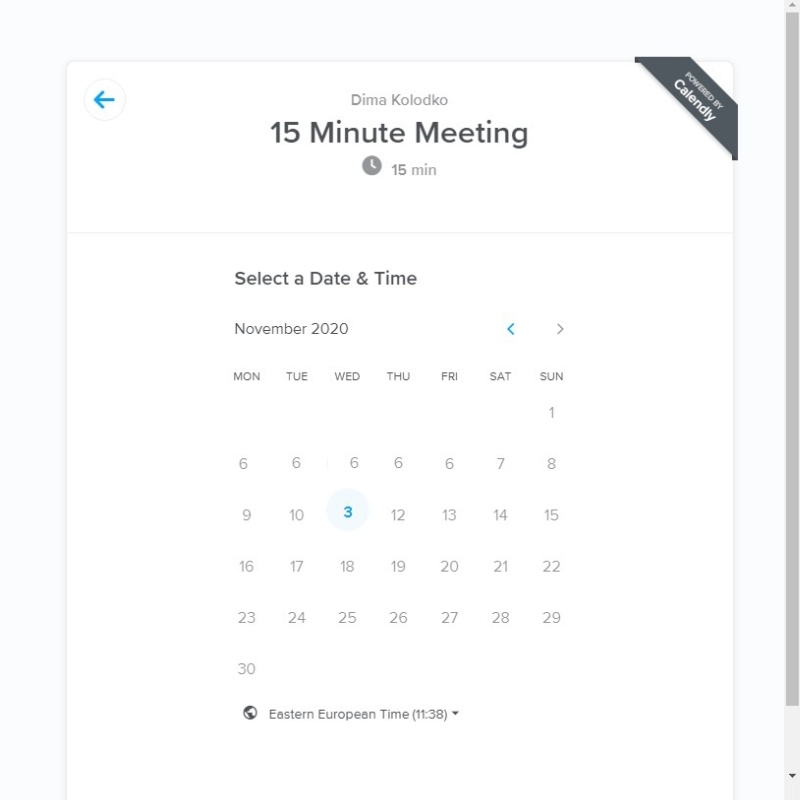 Dima Kolodko
POWERED BY
Calendly
15 Minute Meeting
15 min
Select a Date & Time
November 2020
MON TUE WED THU FRI SAT SUN
1
6 6 6 6 6 7 8
9 10 3 12 13 14 15
16 17 18 19 20 21 22
23 24 25 26 27 28 29
30
Eastern European Time (11:38)